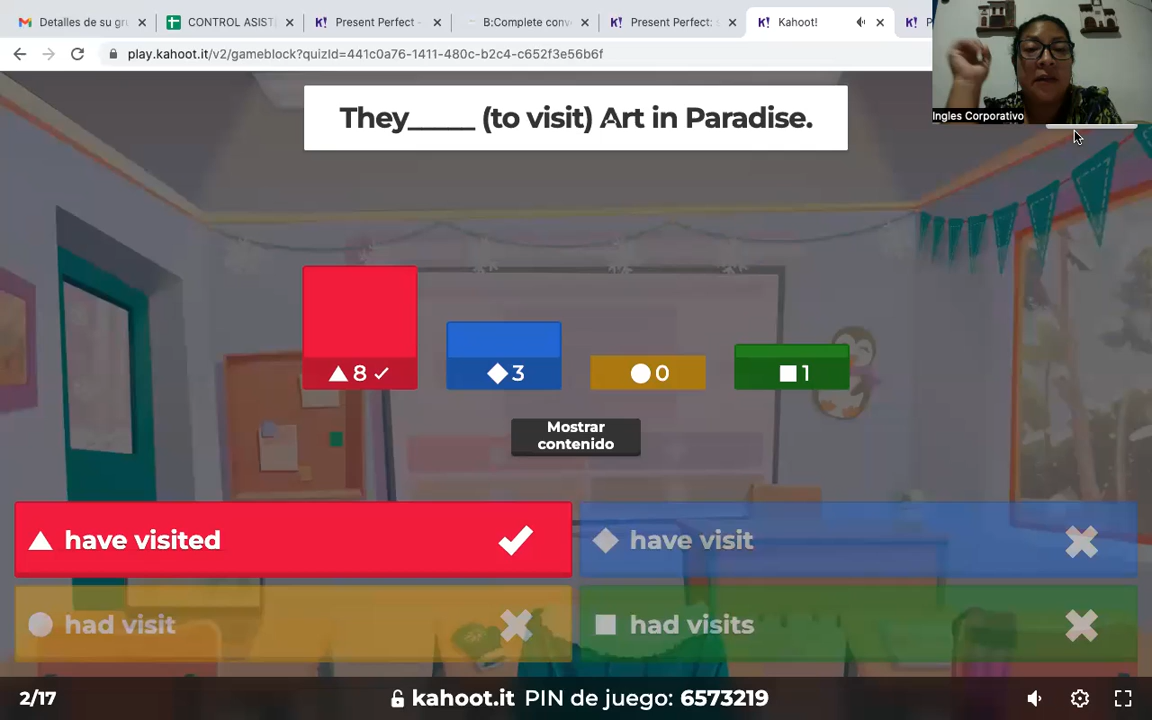 Detalles de su gr
CONTROL ASIST
Present Perfect -
B:Complete conv
Present Perfect: s
Kahoot!
P
play.kahoot.it/v2/gameblock?quizId=441c0a76-1411-480c-b2c4-c652f3e56b6f
Ingles Corporativo
They_____ (to visit) Art in Paradise.
8
3
0
1
Mostrar
contenido
have visited
have visit
had visit
had visits
2/17
kahoot.it PIN de juego: 6573219